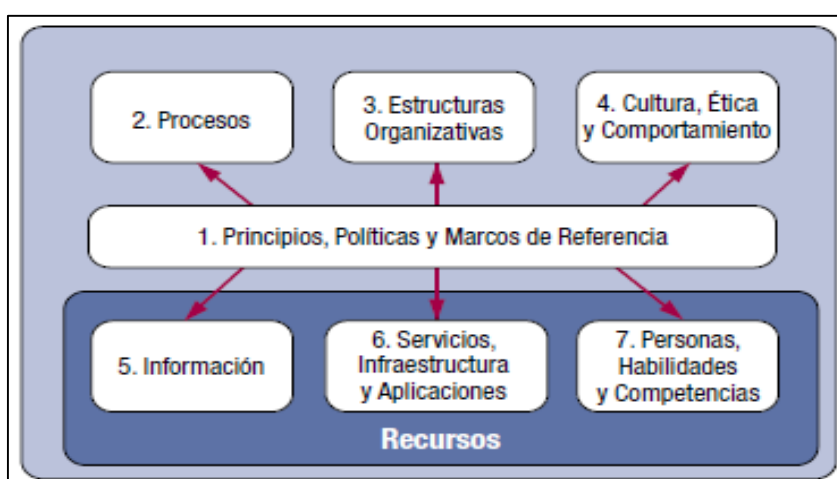 2. Procesos
3. Estructuras
Organizativas
4. Cultura, Ética
y Comportamiento
1. Principios, Políticas y Marcos de Referencia
5. Información
6. Servicios,
Infraestructura
y Aplicaciones
7. Personas,
Habilidades
y Competencias
Recursos